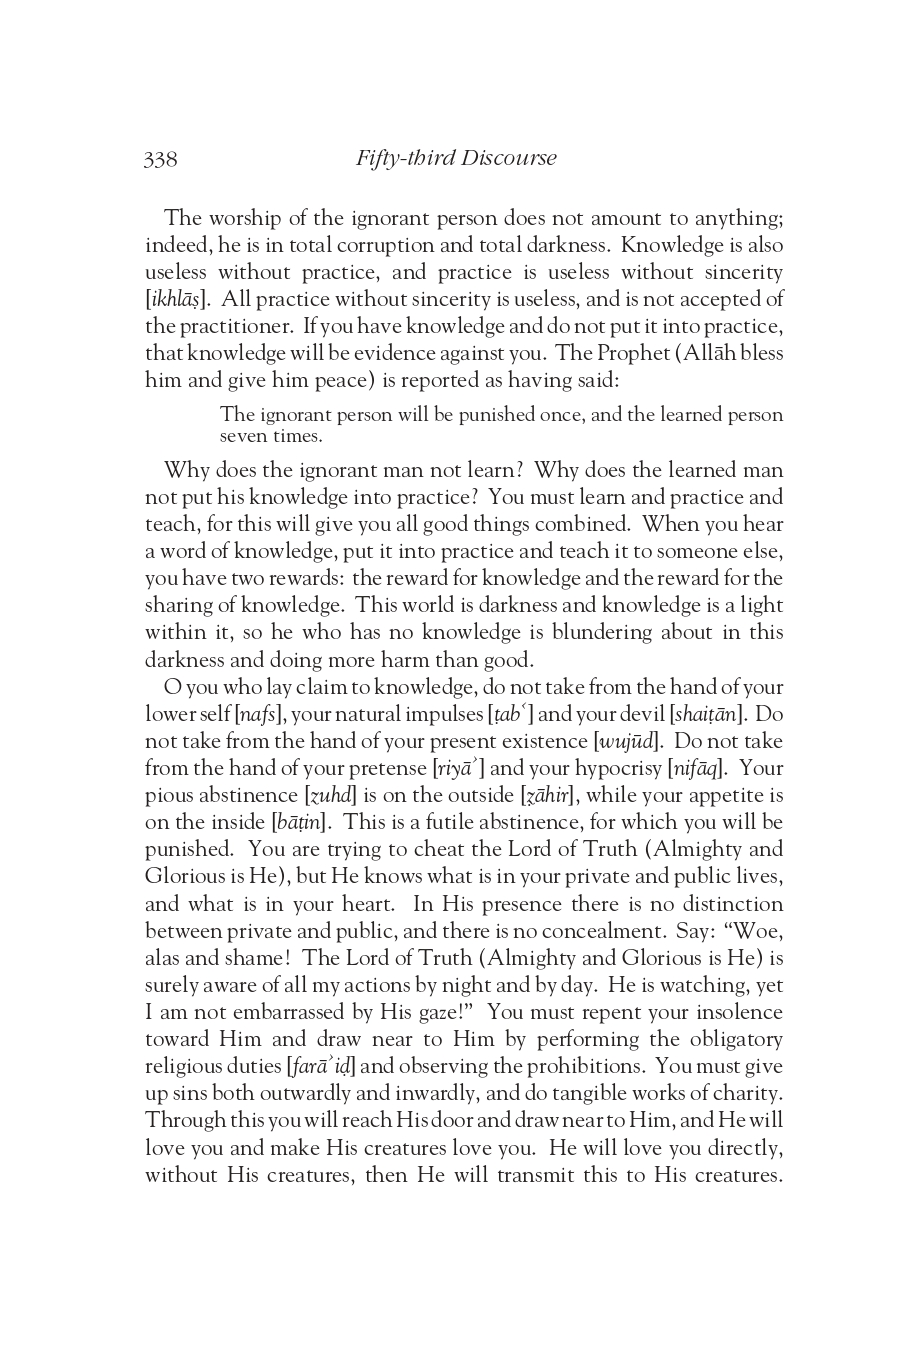 338 Fifty-third Discourse
The worship of the ignorant person does not amount to anything;
indeed, he is in total corruption and total darkness. Knowledge is also
useless without practice, and practice is useless without sincerity
[ikhlāṣ]. All practice without sincerity is useless, and is not accepted of
the practitioner. If you have knowledge and do not put it into practice,
that knowledge will be evidence against you. The Prophet (Allāh bless
him and give him peace) is reported as having said:
The ignorant person will be punished once, and the learned person
seven times.
Why does the ignorant man not learn? Why does the learned man
not put his knowledge into practice? You must learn and practice and
teach, for this will give you all good things combined. When you hear
a word of knowledge, put it into practice and teach it to someone else,
you have two rewards: the reward for knowledge and the reward for the
sharing of knowledge. This world is darkness and knowledge is a light
within it, so he who has no knowledge is blundering about in this
darkness and doing more harm than good.
O you who lay claim to knowledge, do not take from the hand of your
lower self [nafs], your natural impulses [ṭabʿ] and your devil [shaiṭān]. Do
not take from the hand of your present existence [wujūd]. Do not take
from the hand of your pretense [riyāʾ] and your hypocrisy [nifāq]. Your
pious abstinence [zuhd] is on the outside [ẓāhir], while your appetite is
on the inside [bāṭin]. This is a futile abstinence, for which you will be
punished. You are trying to cheat the Lord of Truth (Almighty and
Glorious is He), but He knows what is in your private and public lives,
and what is in your heart. In His presence there is no distinction
between private and public, and there is no concealment. Say: “Woe,
alas and shame! The Lord of Truth (Almighty and Glorious is He) is
surely aware of all my actions by night and by day. He is watching, yet
I am not embarrassed by His gaze!” You must repent your insolence
toward Him and draw near to Him by performing the obligatory
religious duties [farāʾiḍ] and observing the prohibitions. You must give
up sins both outwardly and inwardly, and do tangible works of charity.
Through this you will reach His door and draw near to Him, and He will
love you and make His creatures love you. He will love you directly,
without His creatures, then He will transmit this to His creatures.